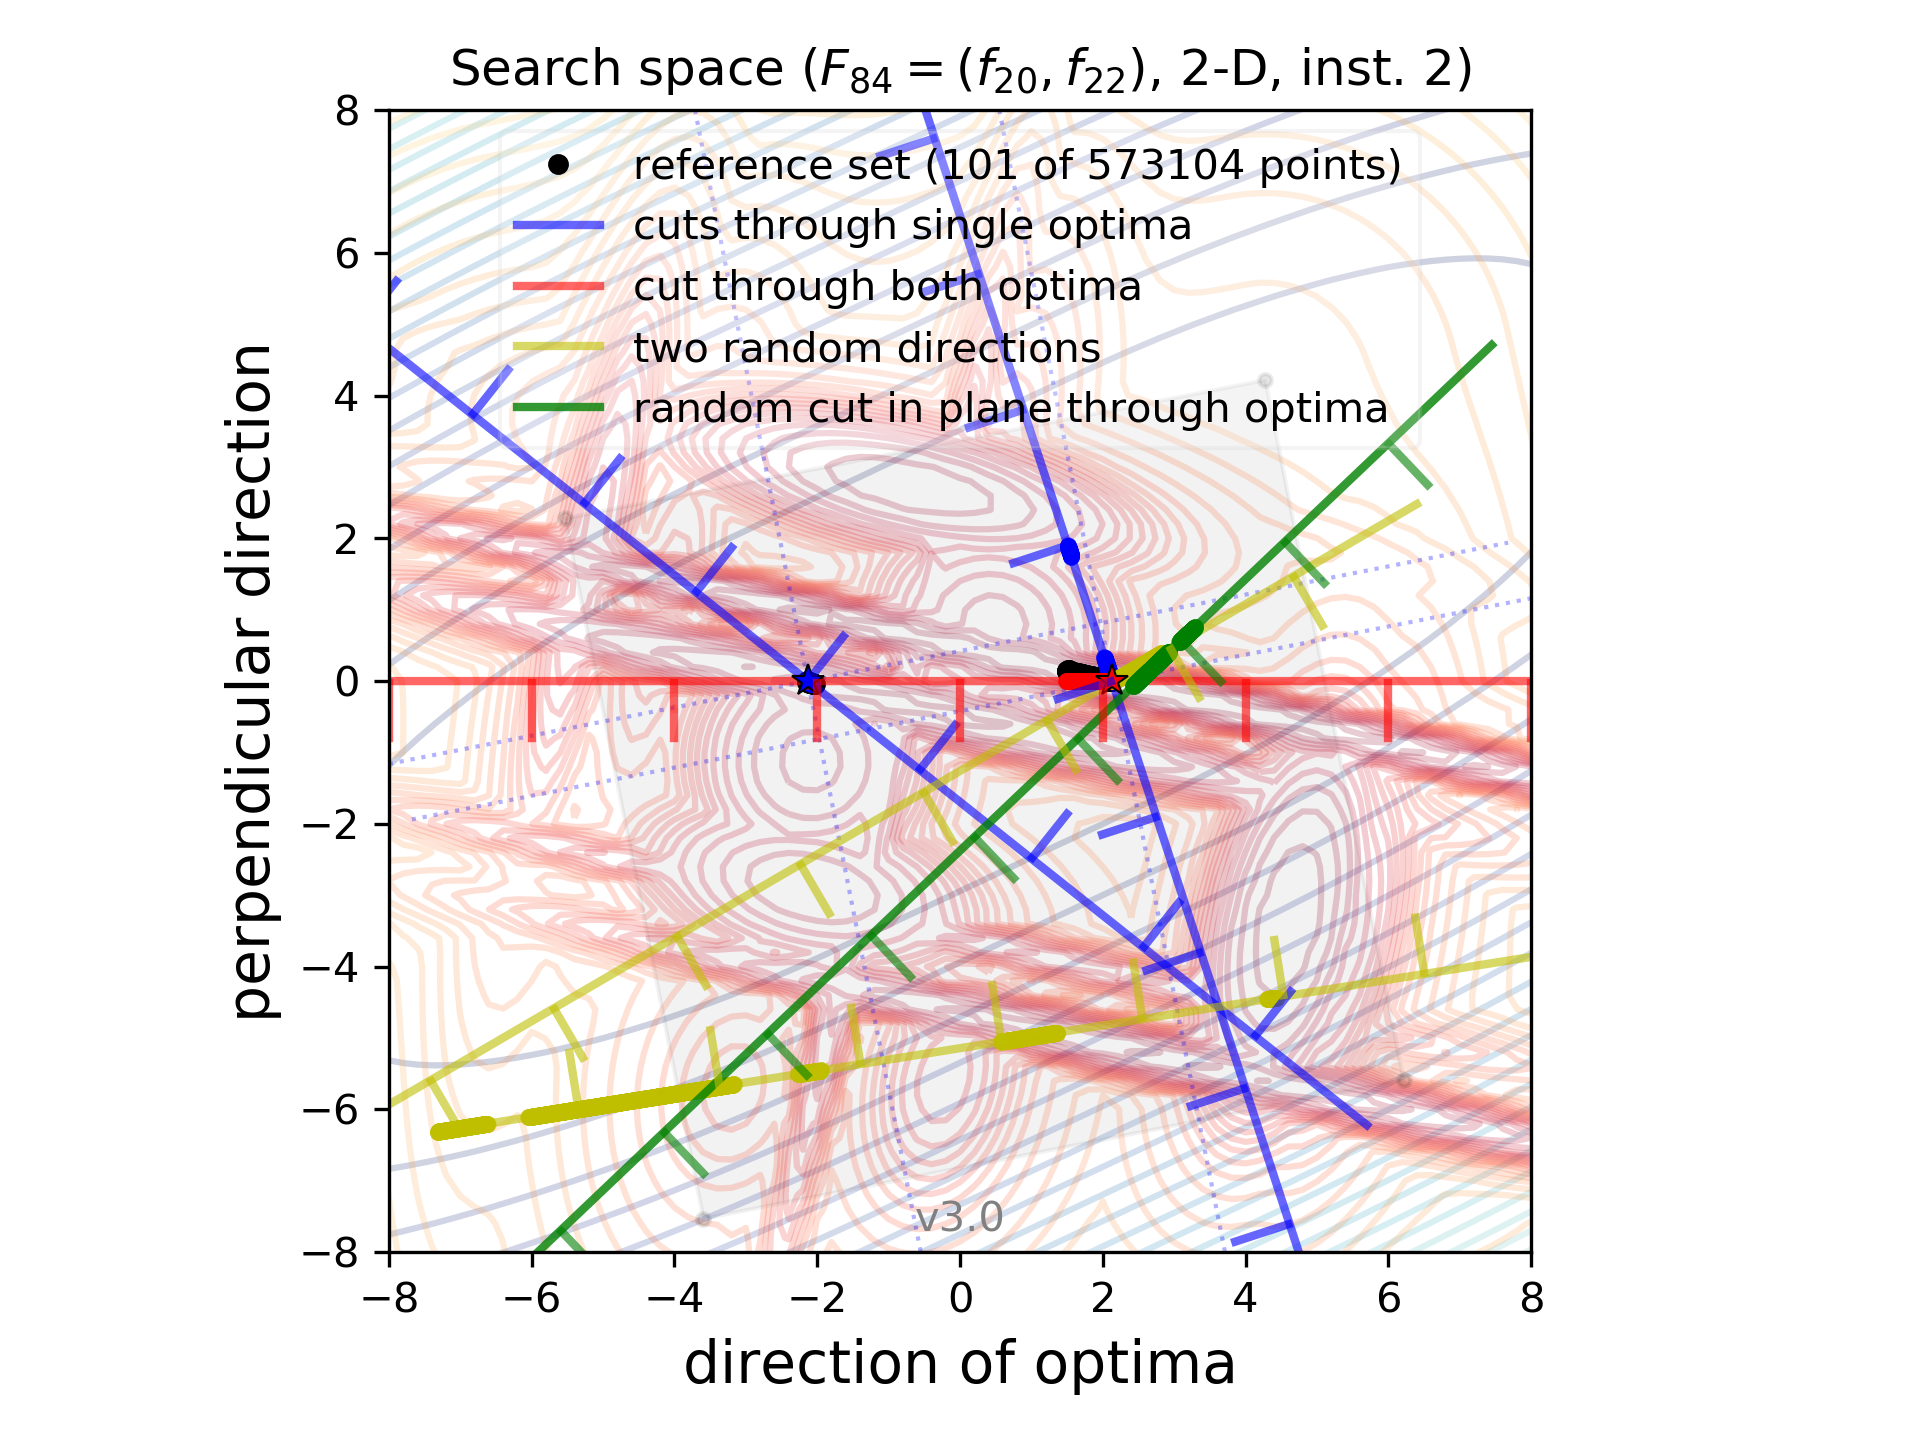 Search space (F84 = (f20, f22), 2-D, inst. 2)
reference set (101 of 573104 points)
cuts through single optima
cut through both optima
two random directions
random cut in plane through optima
8
6
4
2
0
−2
−4
−6
−8
perpendicular direction
v3.0
−8 −6 −4 −2 0 2 4 6 8
direction of optima